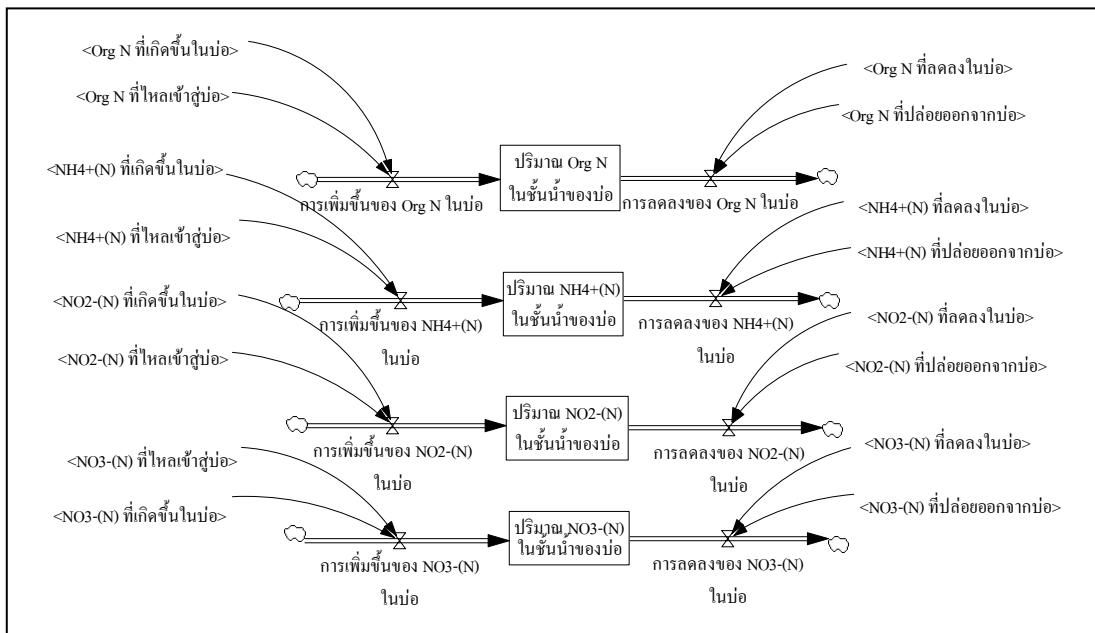 <Org N ที่เกิดขึ้นในบ่อ>
<Org N ที่ไหลเข้าสู่บ่อ>
<Org N ที่ลดลงในบ่อ>
<Org N ที่ปล่อยออกจากบ่อ>
ปริมาณ Org N
ในชั้นน้ำของบ่อ
การเพิ่มขึ้นของ Org N ในบ่อ
การลดลงของ Org N ในบ่อ
<NH4+(N) ที่เกิดขึ้นในบ่อ>
<NH4+(N) ที่ไหลเข้าสู่บ่อ>
<NH4+(N) ที่ลดลงในบ่อ>
<NH4+(N) ที่ปล่อยออกจากบ่อ>
ปริมาณ NH4+(N)
ในชั้นน้ำของบ่อ
การเพิ่มขึ้นของ NH4+(N)
ในบ่อ
การลดลงของ NH4+(N)
ในบ่อ
<NO2-(N) ที่เกิดขึ้นในบ่อ>
<NO2-(N) ที่ไหลเข้าสู่บ่อ>
<NO2-(N) ที่ลดลงในบ่อ>
<NO2-(N) ที่ปล่อยออกจากบ่อ>
ปริมาณ NO2-(N)
ในชั้นน้ำของบ่อ
การเพิ่มขึ้นของ NO2-(N)
ในบ่อ
การลดลงของ NO2-(N)
ในบ่อ
<NO3-(N) ที่ไหลเข้าสู่บ่อ>
<NO3-(N) ที่เกิดขึ้นในบ่อ>
<NO3-(N) ที่ลดลงในบ่อ>
<NO3-(N) ที่ปล่อยออกจากบ่อ>
ปริมาณ NO3-(N)
ในชั้นน้ำของบ่อ
การเพิ่มขึ้นของ NO3-(N)
ในบ่อ
การลดลงของ NO3-(N)
ในบ่อ